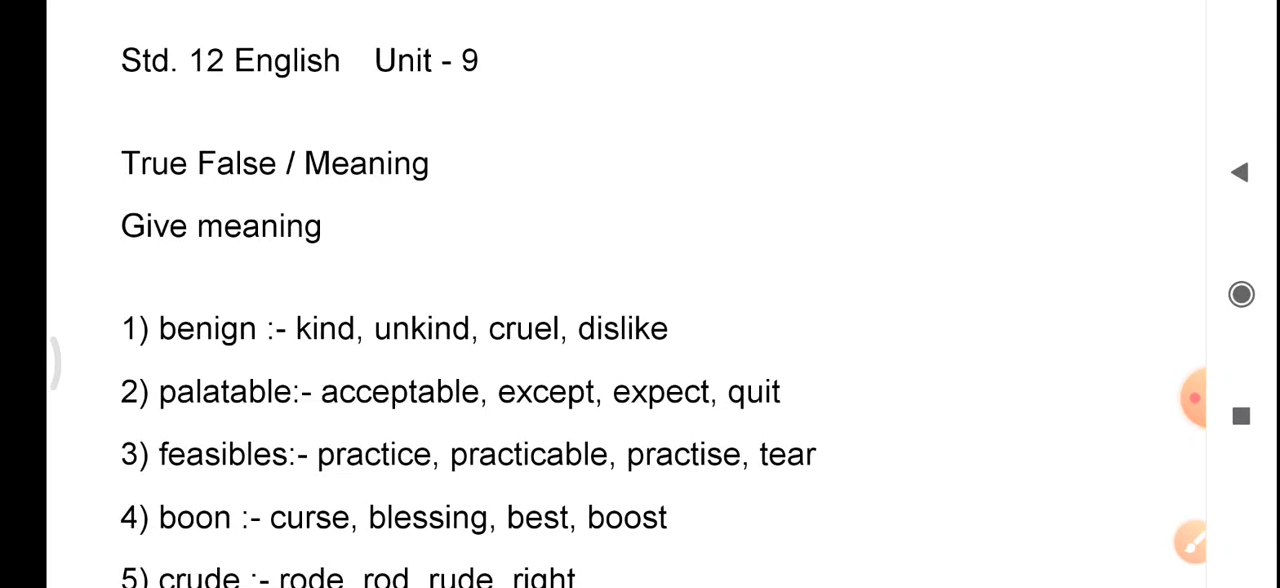 Std. 12 English Unit - 9
True False / Meaning
Give meaning
1) benign :- kind, unkind, cruel, dislike
2) palatable:- acceptable, except, expect, quit
3) feasibles:- practice, practicable, practise, tear
4) boon :- curse, blessing, best, boost
5) crude :- rode, rod, rude, right